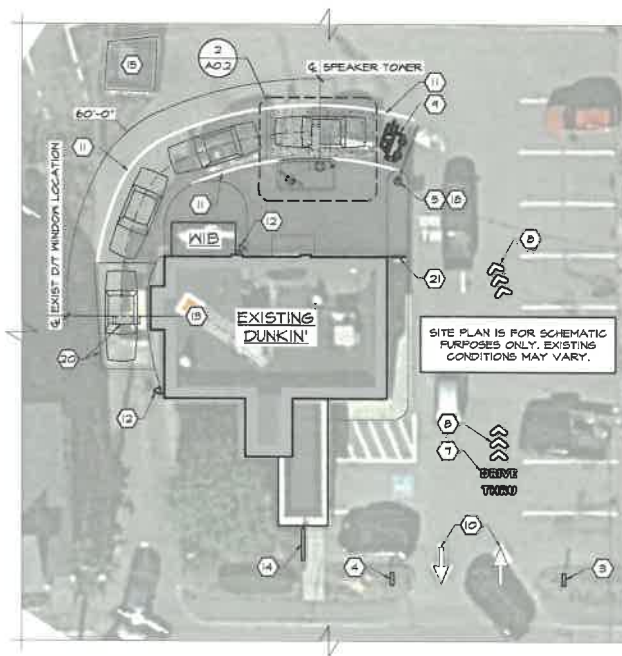 15
2
A0.2
℄ SPEAKER TOWER
11
9
60'-0"
11
℄ EXIST D/T WINDOW LOCATION
11
12
5
18
WIB
8
21
EXISTING
DUNKIN'
19
SITE PLAN IS FOR SCHEMATIC
PURPOSES ONLY. EXISTING
CONDITIONS MAY VARY.
20
12
8
7
DRIVE
THRU
10
14
4
3